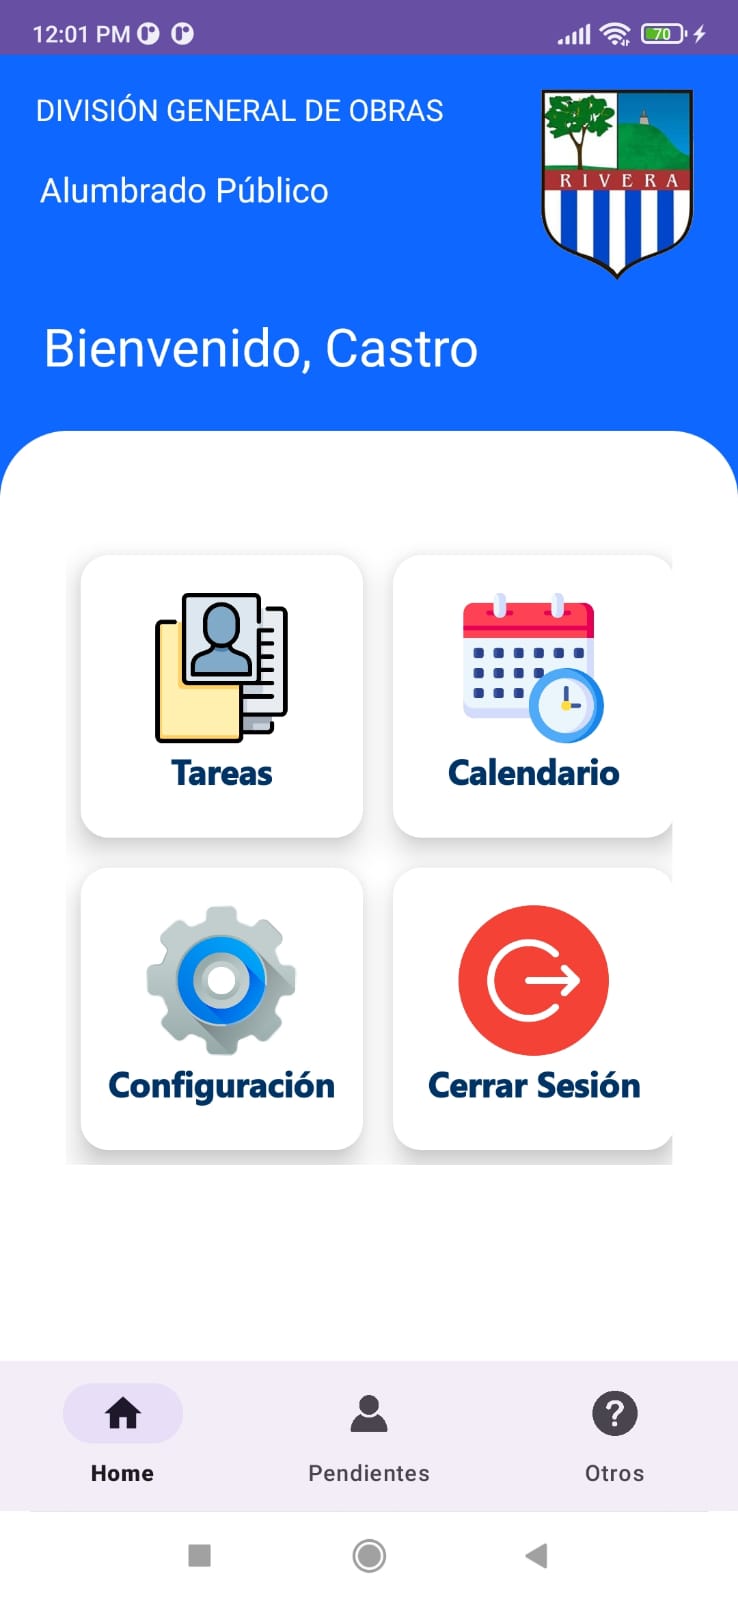 12:01 PM
70
DIVISIÓN GENERAL DE OBRAS
Alumbrado Público
RIVERA
Bienvenido, Castro
Tareas
Calendario
Configuración
Cerrar Sesión
Home
Pendientes
Otros